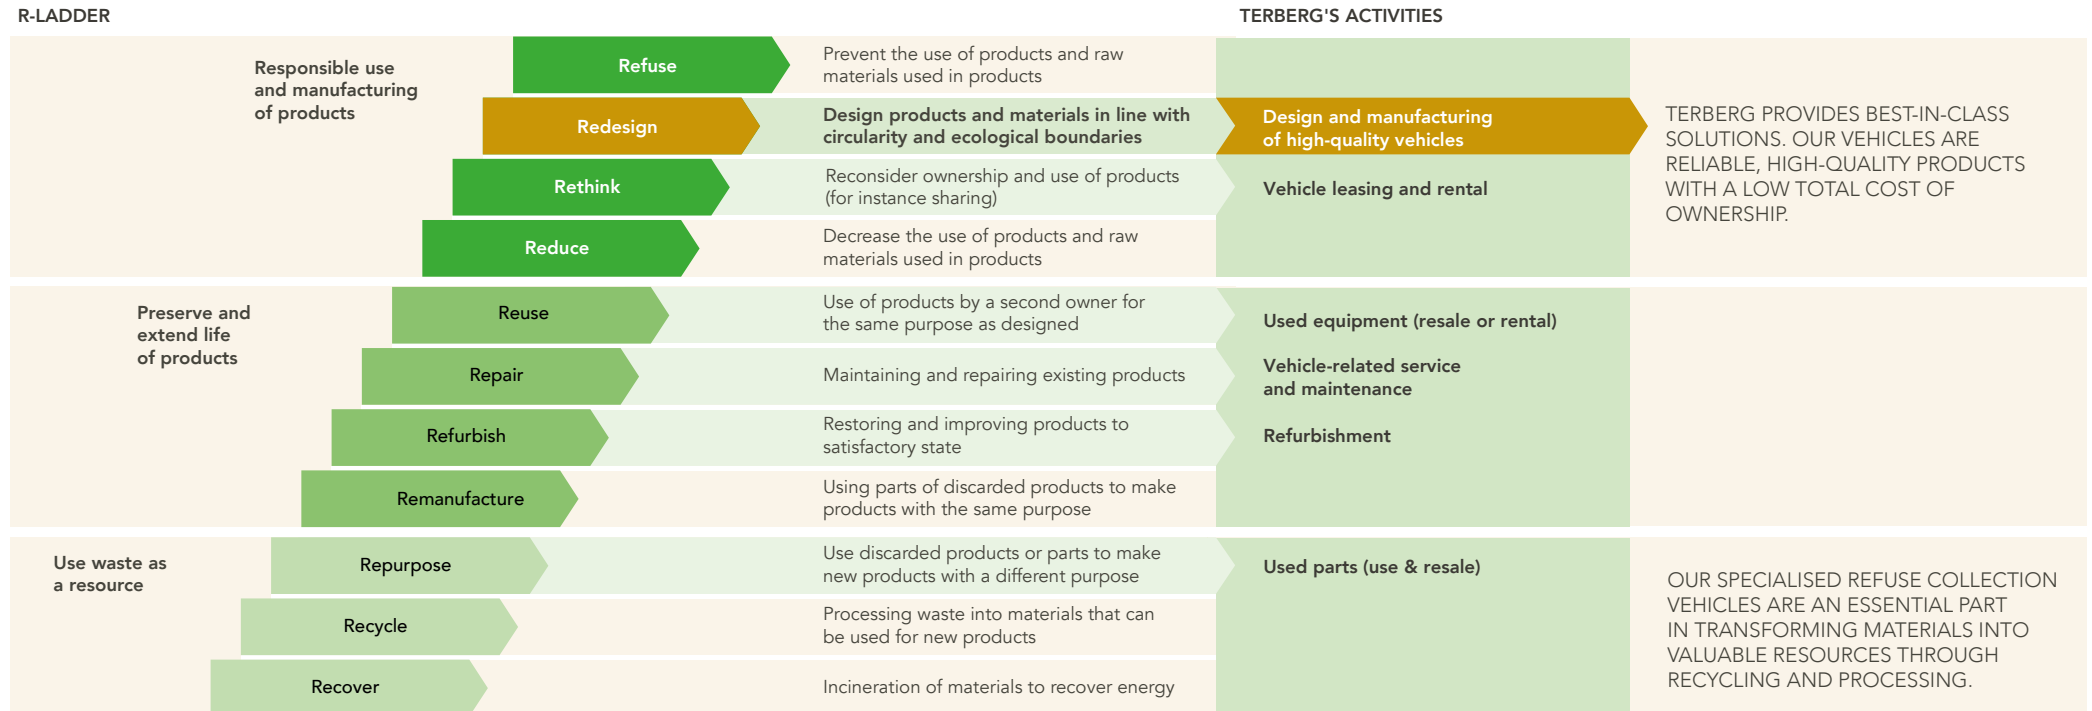 R-LADDER
TERBERG'S ACTIVITIES
Responsible use
and manufacturing
of products
Refuse
Prevent the use of products and raw
materials used in products
Redesign
Design products and materials in line with
circularity and ecological boundaries
Design and manufacturing
of high-quality vehicles
Rethink
Reconsider ownership and use of products
(for instance sharing)
Vehicle leasing and rental
Reduce
Decrease the use of products and raw
materials used in products
TERBERG PROVIDES BEST-IN-CLASS
SOLUTIONS. OUR VEHICLES ARE
RELIABLE, HIGH-QUALITY PRODUCTS
WITH A LOW TOTAL COST OF
OWNERSHIP.
Preserve and
extend life
of products
Reuse
Use of products by a second owner for
the same purpose as designed
Used equipment (resale or rental)
Repair
Maintaining and repairing existing products
Vehicle-related service
and maintenance
Refurbish
Restoring and improving products to
satisfactory state
Refurbishment
Remanufacture
Using parts of discarded products to make
products with the same purpose
Use waste as
a resource
Repurpose
Use discarded products or parts to make
new products with a different purpose
Used parts (use & resale)
Recycle
Processing waste into materials that can
be used for new products
Recover
Incineration of materials to recover energy
OUR SPECIALISED REFUSE COLLECTION
VEHICLES ARE AN ESSENTIAL PART
IN TRANSFORMING MATERIALS INTO
VALUABLE RESOURCES THROUGH
RECYCLING AND PROCESSING.